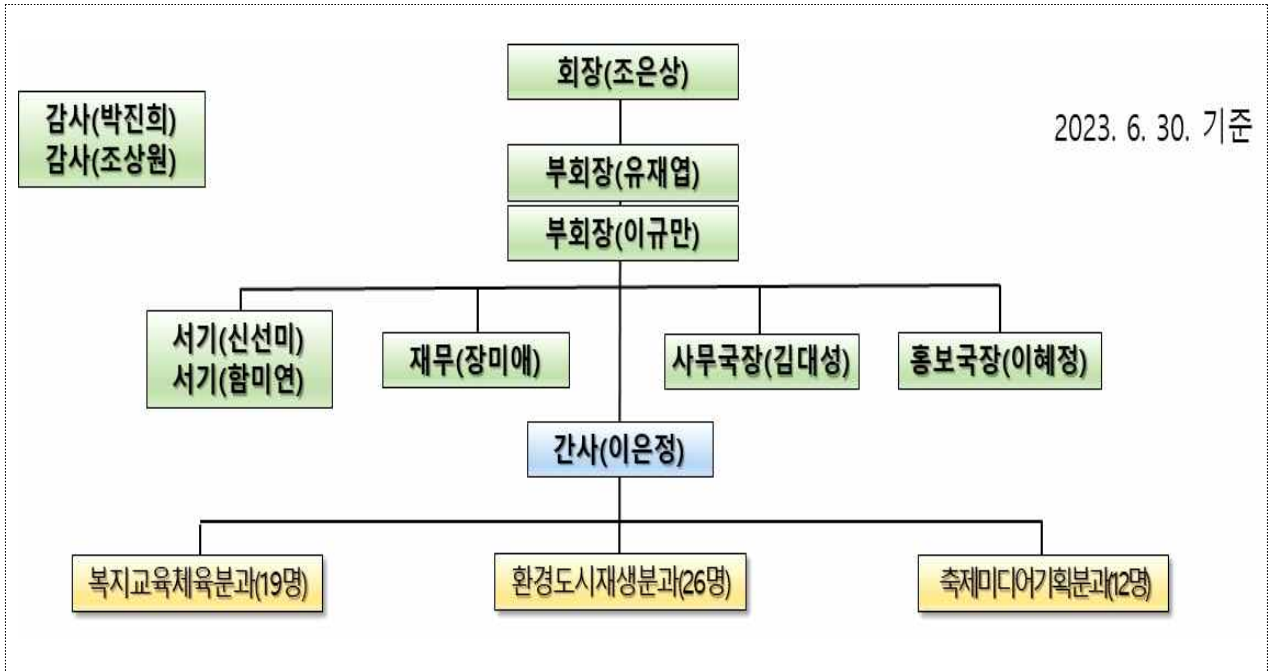 회장(조은상)
감사(박진희)
감사(조상원)
2023. 6. 30. 기준
부회장(유재엽)
부회장(이규만)
서기(신선미)
서기(함미연)
재무(장미애)
사무국장(김대성)
홍보국장(이혜정)
간사(이은정)
복지교육체육분과(19명)
환경도시재생분과(26명)
축제미디어기획분과(12명)